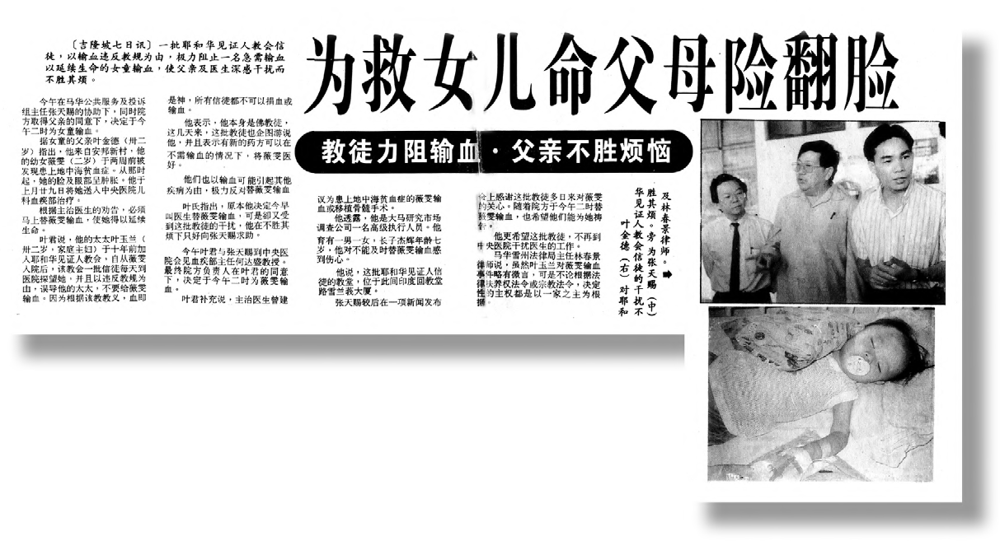 为救女儿命父母险翻脸
教徒力阻输血·父亲不胜烦恼
〔吉隆坡七日讯〕一批耶和华见证人教会信
徒，以输血违反教规为由，极力阻止一名急需输血
以延续生命的女童输血，使父亲及医生深感干扰而
不胜其烦。
今午在马华公共服务及投诉
组主任张天赐的协助下，同时院
方取得父亲的同意下，决定于今
午二时为女童输血。
据女童的父亲叶金德（卅二
岁）指出，他来自安邦新村，他
的幼女薇雯（二岁）于两周前被
发现患上地中海贫血症。从那时
起，她的脸及眼部呈肿胀。他于
上月廿九日将她送入中央医院儿
科血疾部治疗。
根据主治医生的劝告，必须
马上替薇雯输血，使她得以延续
生命。
叶君说，他的太太叶玉兰（
卅二岁，家庭主妇）于十年前加
入耶和华见证人教会，自从薇雯
入院后，该教会一批信徒每天到
医院探望她，并且以违反教规为
由，误导他的太太，不要给薇雯
输血。因为根据该教教义，血即
是神，所有信徒都不可以捐血或
输血。
他表示，他本身是佛教徒，
这几天来，这批教徒也企图游说
他，并且表示有新的药方可以在
不需输血的情况下，将薇雯医
好。
他们也以输血可能引起其他
疾病为由，极力反对替薇雯输血
叶氏指出，原本他决定今早
叫医生替薇雯输血，可是却又受
到这批教徒的干扰，他在不胜其
烦下只好向张天赐求助。
今午叶君与张天赐到中央医
院会见血疾部主任何达盛教授。
最终院方负责人在叶君的同意
下，决定于今午二时为薇雯输
血。
叶君补充说，主治医生曾建
议为患上地中海贫血症的薇雯输
血或移植骨髓手术。
他透露，他是大马研究市场
调查公司一名高级执行人员。他
育有一男一女，长子杰辉年龄七
岁，他对不能及时替薇雯输血感
到伤心。
他说，这批耶和华见证人信
徒的教堂，位于此间印度回教堂
路雪兰莪大厦。
张天赐较后在一项新闻发布
会上感谢这批教徒多日来对薇雯
的关心。随着院方于今午二时替
薇雯输血，也希望他们能为她祷
告。
他更希望这批教徒，不再到
中央医院干扰医生的工作。
马华雪州法律局主任林春景
律师说，虽然叶玉兰对薇雯输血
事件略有微言，可是不论根据法
律扶养权法令或宗教法令，决定
性的主权都是以一家之主为根
据。
叶金德（右）对耶和
华见证人教会信徒的干扰不
胜其烦。旁为张天赐（中）
及林春景律师。